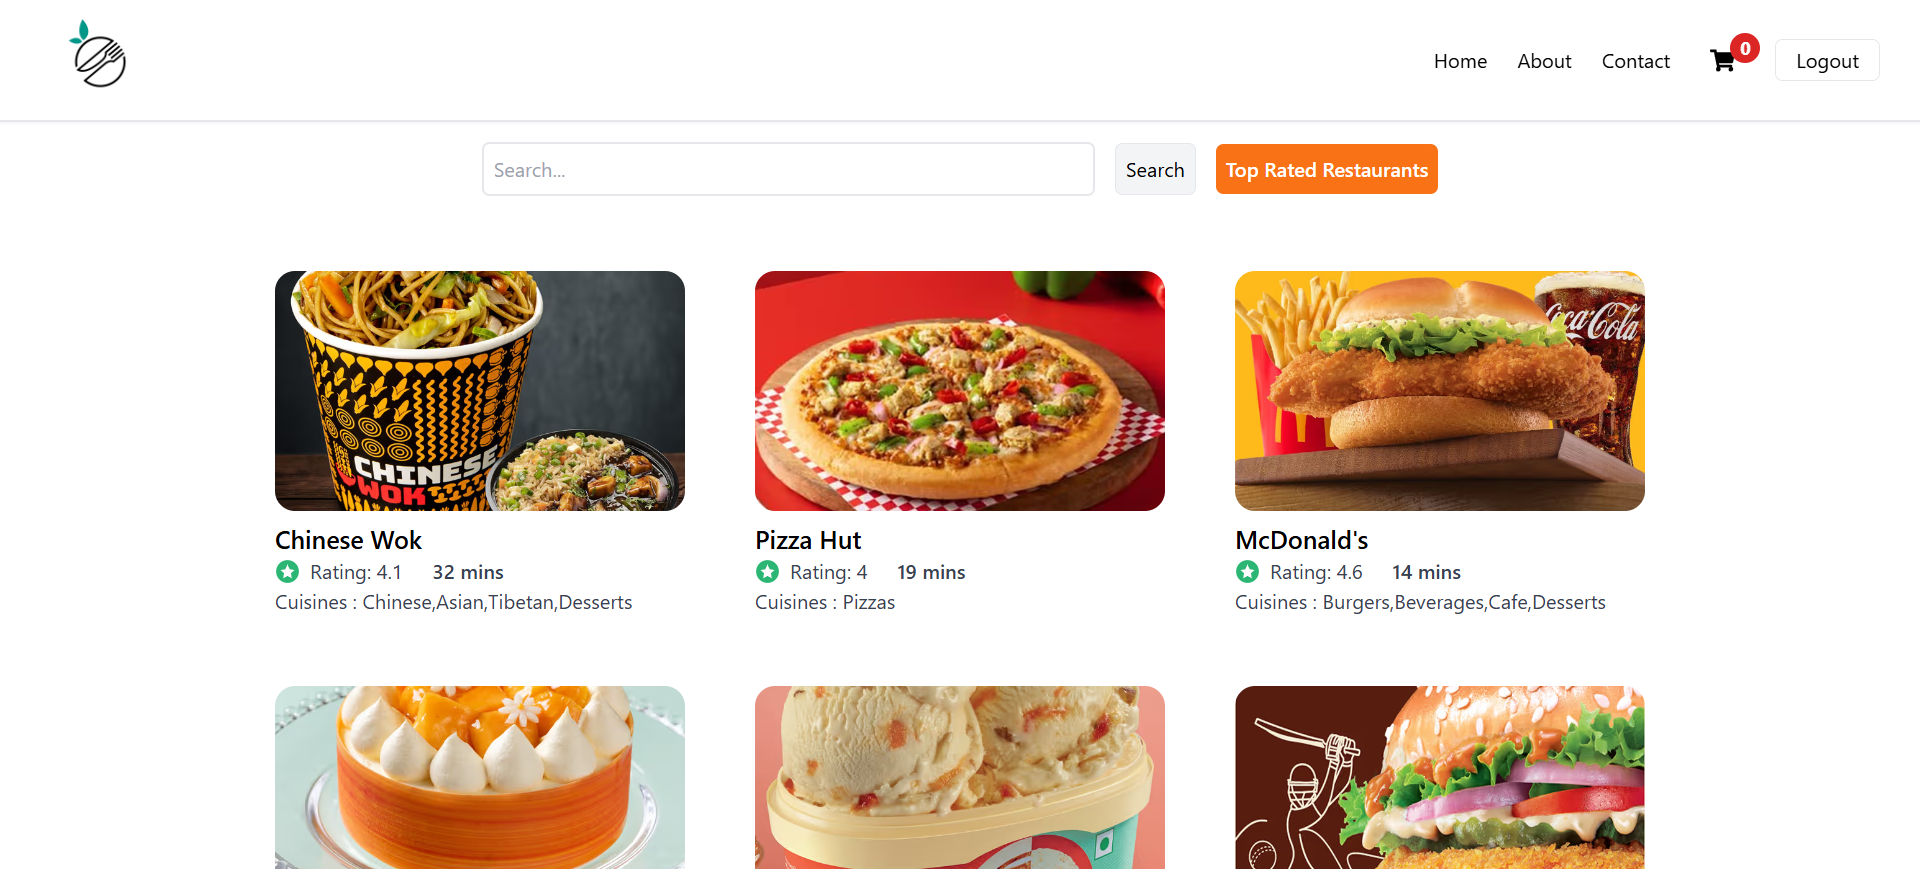 Home About Contact 0 Logout
Search... Search Top Rated Restaurants
CHINESE
WOK
Coca-Cola
Chinese Wok
Rating: 4.1 32 mins
Cuisines : Chinese,Asian,Tibetan,Desserts
Pizza Hut
Rating: 4 19 mins
Cuisines : Pizzas
McDonald's
Rating: 4.6 14 mins
Cuisines : Burgers,Beverages,Cafe,Desserts